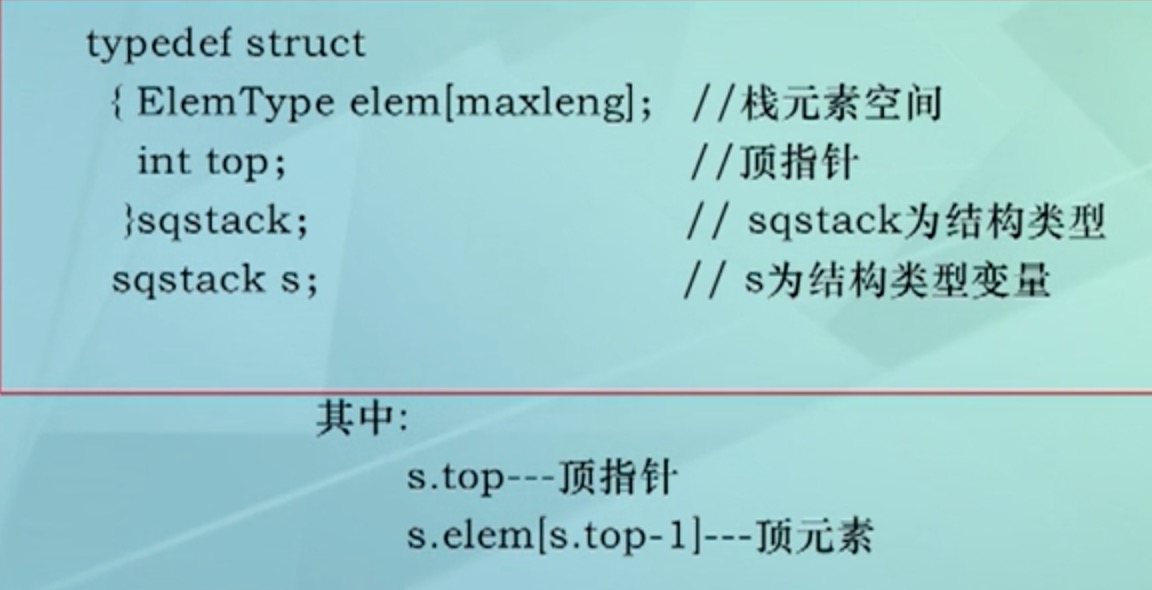 typedef struct
{ ElemType elem[maxleng]; //栈元素空间
int top; //顶指针
}sqstack; // sqstack为结构类型
sqstack s; // s为结构类型变量
其中:
s.top---顶指针
s.elem[s.top-1]---顶元素